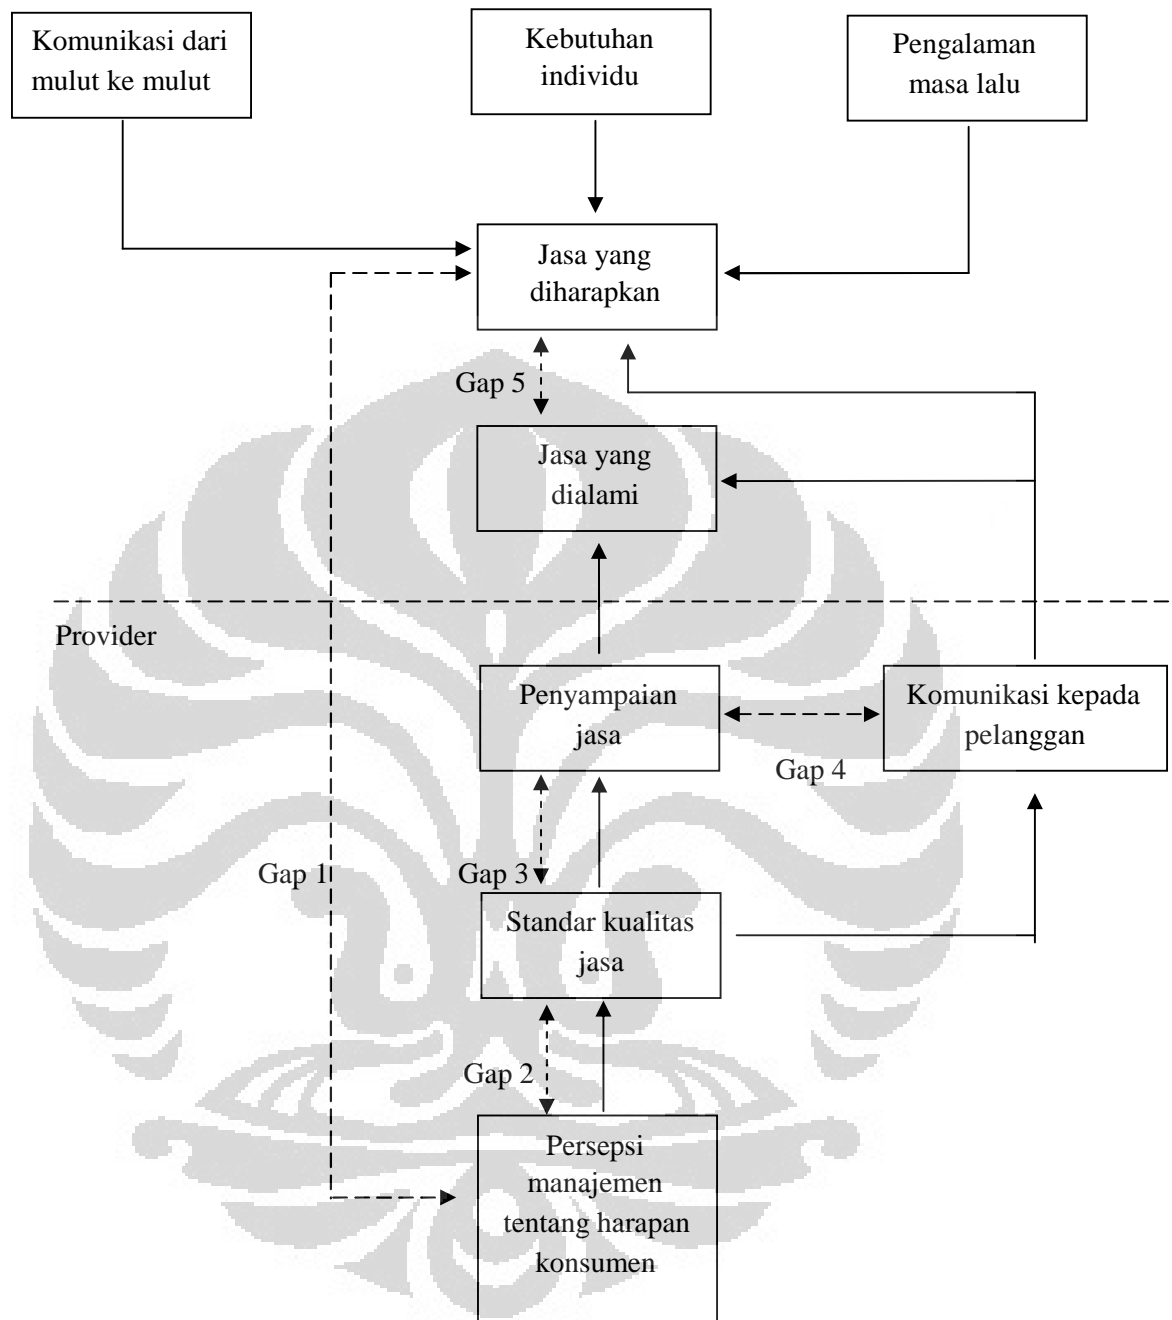 Komunikasi dari
mulut ke mulut
Kebutuhan
individu
Pengalaman
masa lalu
Jasa yang
diharapkan
Gap 5
Jasa yang
dialami
Provider
Penyampaian
jasa
Komunikasi kepada
pelanggan
Gap 4
Gap 1
Gap 3
Standar kualitas
jasa
Gap 2
Persepsi
manajemen
tentang harapan
konsumen